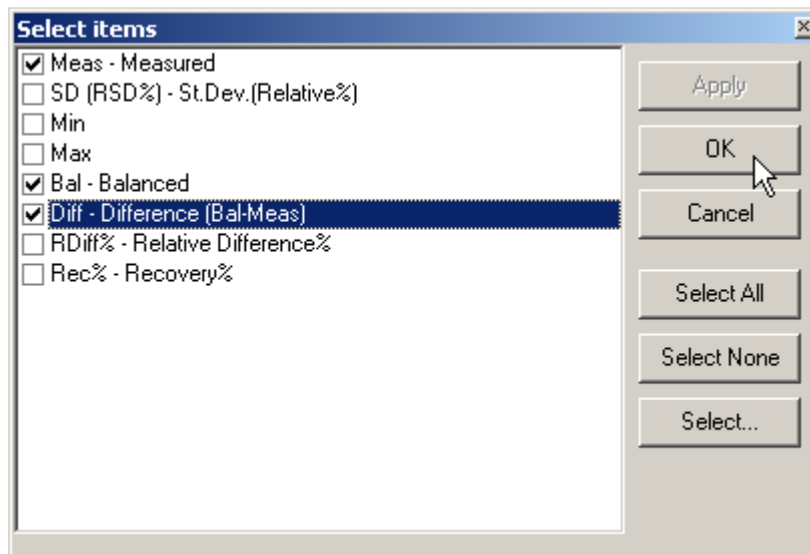 Select items
Meas - Measured
SD (RSD%) - St.Dev.(Relative%)
Min
Max
Bal - Balanced
Diff - Difference (Bal-Meas)
RDiff% - Relative Difference%
Rec% - Recovery%
Apply
OK
Cancel
Select All
Select None
Select...